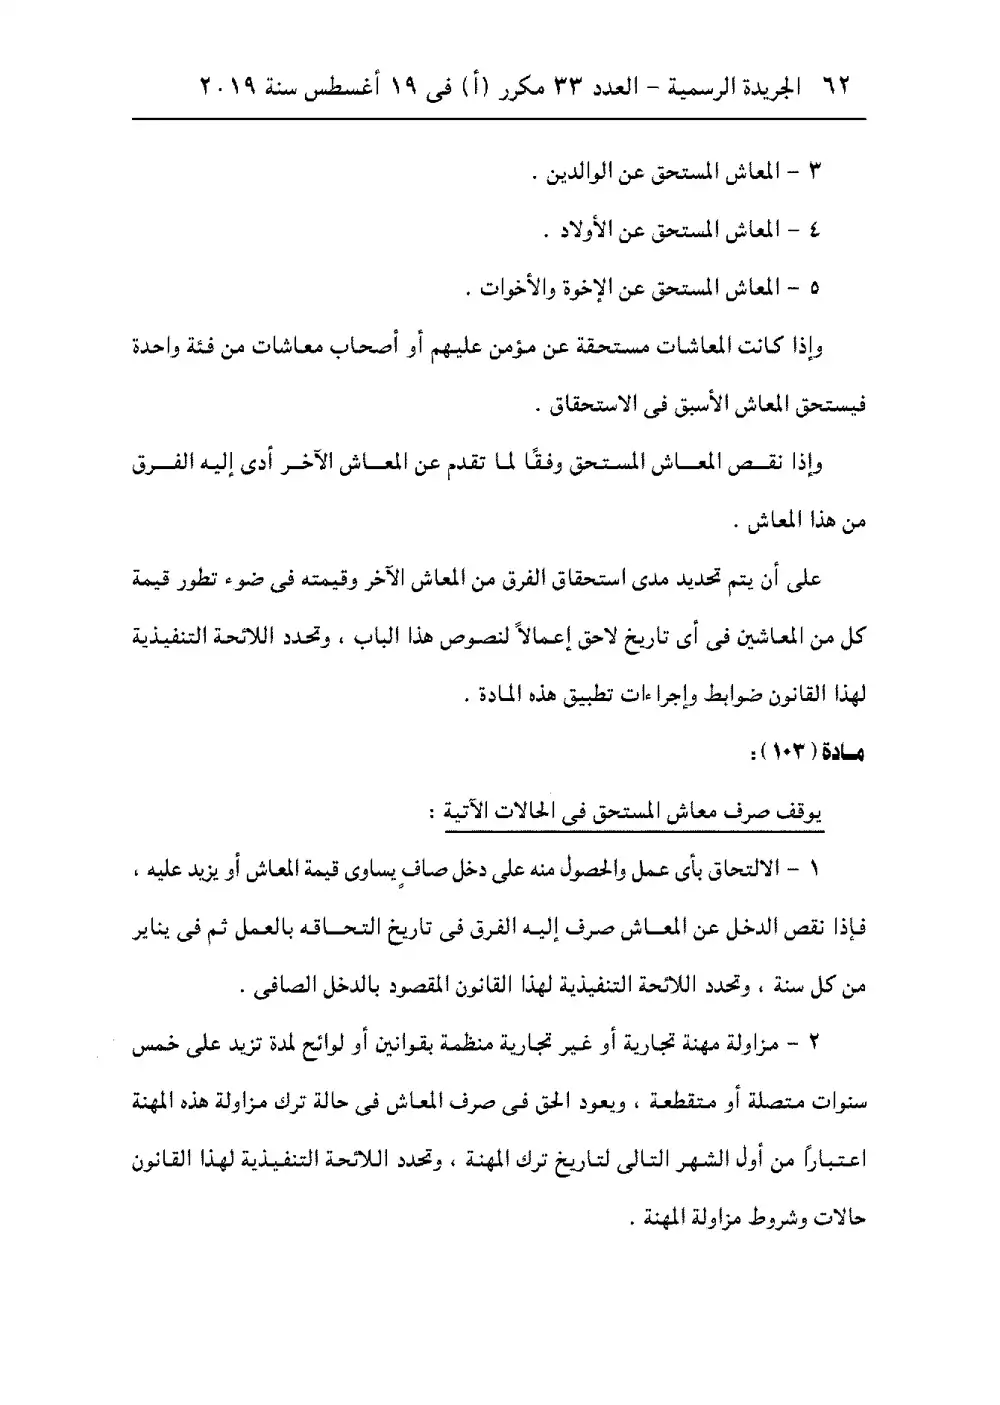 ٦٢ الجريدة الرسمية – العدد ٣٣ مكرر (أ) فى ١٩ أغسطس سنة ٢٠١٩
٣ – المعاش المستحق عن الوالدين .
٤ – المعاش المستحق عن الأولاد .
٥ – المعاش المستحق عن الإخوة والأخوات .
وإذا كانت المعاشات مستحقة عن مؤمن عليهم أو أصحاب معاشات من فئة واحدة
فيستحق المعاش الأسبق فى الاستحقاق .
وإذا نقص المعاش المستحق وفقًا لما تقدم عن المعاش الآخر أدى إليه الفرق
من هذا المعاش .
على أن يتم تحديد مدى استحقاق الفرق من المعاش الآخر وقيمته فى ضوء تطور قيمة
كل من المعاشين فى أى تاريخ لاحق إعمالاً لنصوص هذا الباب ، وتحدد اللائحة التنفيذية
لهذا القانون ضوابط وإجراءات تطبيق هذه المادة .
مادة (١٠٣) :
يوقف صرف معاش المستحق فى الحالات الآتية :
١ – الالتحاق بأى عمل والحصول منه على دخل صافٍ يساوى قيمة المعاش أو يزيد عليه ،
فإذا نقص الدخل عن المعاش صرف إليه الفرق فى تاريخ التحاقه بالعمل ثم فى يناير
من كل سنة ، وتحدد اللائحة التنفيذية لهذا القانون المقصود بالدخل الصافى .
٢ – مزاولة مهنة تجارية أو غير تجارية منظمة بقوانين أو لوائح لمدة تزيد على خمس
سنوات متصلة أو متقطعة ، ويعود الحق فى صرف المعاش فى حالة ترك مزاولة هذه المهنة
اعتباراً من أول الشهر التالى لتاريخ ترك المهنة ، وتحدد اللائحة التنفيذية لهذا القانون
حالات وشروط مزاولة المهنة .